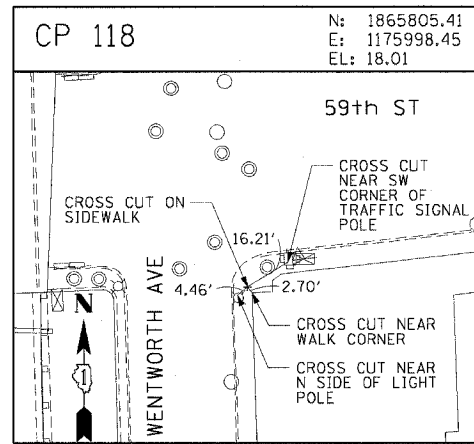 CP 118
N: 1865805.41
E: 1175998.45
EL: 18.01
59th ST
CROSS CUT
NEAR SW
CORNER OF
TRAFFIC SIGNAL
POLE
CROSS CUT ON
SIDEWALK
16.21'
4.46'
2.70'
CROSS CUT NEAR
WALK CORNER
CROSS CUT NEAR
N SIDE OF LIGHT
POLE
N
1
WENTWORTH AVE